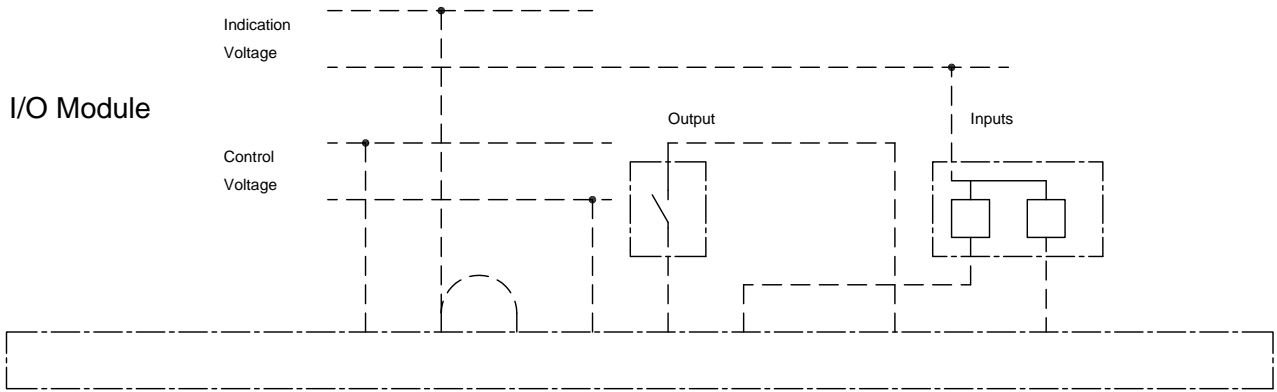 Indication
Voltage
I/O Module
Output
Inputs
Control
Voltage